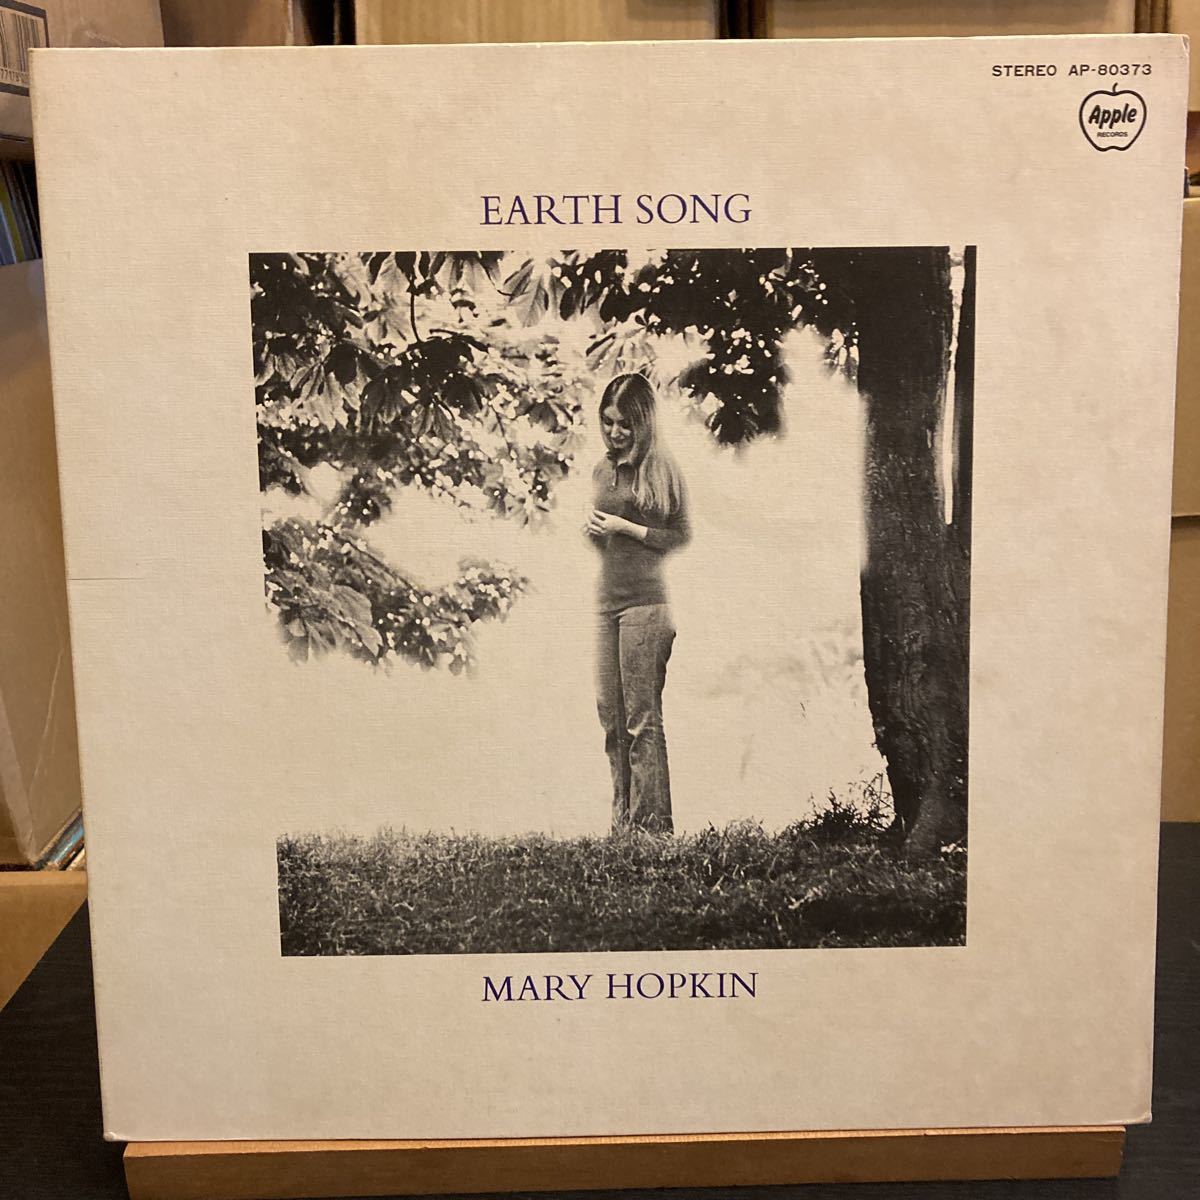 STEREO AP-80373
Apple
RECORDS
EARTH SONG
MARY HOPKIN